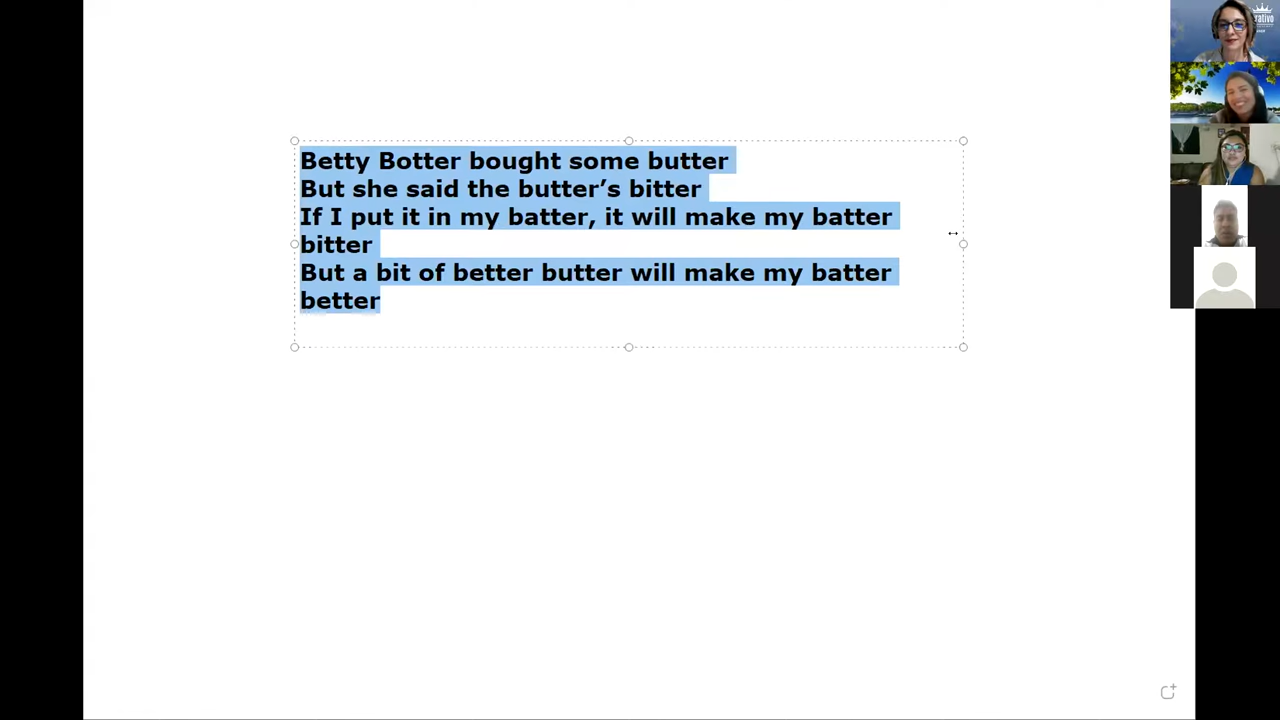 Betty Botter bought some butter
But she said the butter’s bitter
If I put it in my batter, it will make my batter
bitter
But a bit of better butter will make my batter
better